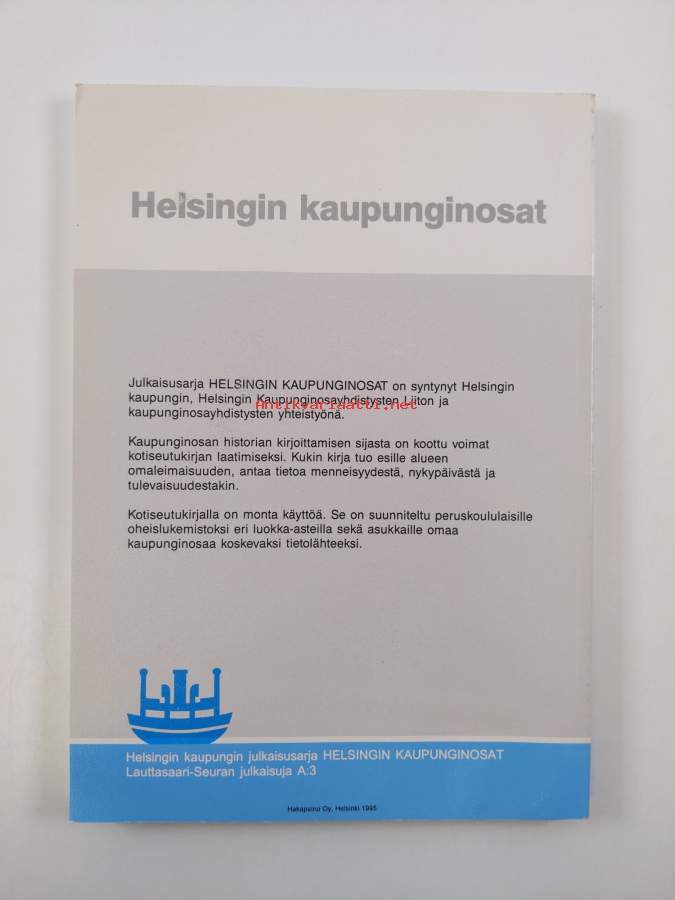 Helsingin kaupunginosat
Julkaisusarja HELSINGIN KAUPUNGINOSAT on syntynyt Helsingin
kaupungin, Helsingin Kaupunginosayhdistysten Liiton ja
Antikvariaatti.net
kaupunginosayhdistysten yhteistyönä.
Kaupunginosan historian kirjoittamisen sijasta on koottu voimat
kotiseutukirjan laatimiseksi. Kukin kirja tuo esille alueen
omaleimaisuuden, antaa tietoa menneisyydestä, nykypäivästä ja
tulevaisuudestakin.
Kotiseutukirjalla on monta käyttöä. Se on suunniteltu peruskoululaisille
oheislukemistoksi eri luokka-asteilla sekä asukkaille omaa
kaupunginosaa koskevaksi tietolähteeksi.
Helsingin kaupungin julkaisusarja HELSINGIN KAUPUNGINOSAT
Lauttasaari-Seuran julkaisuja A:3
Hakapaino Oy, Helsinki 1995